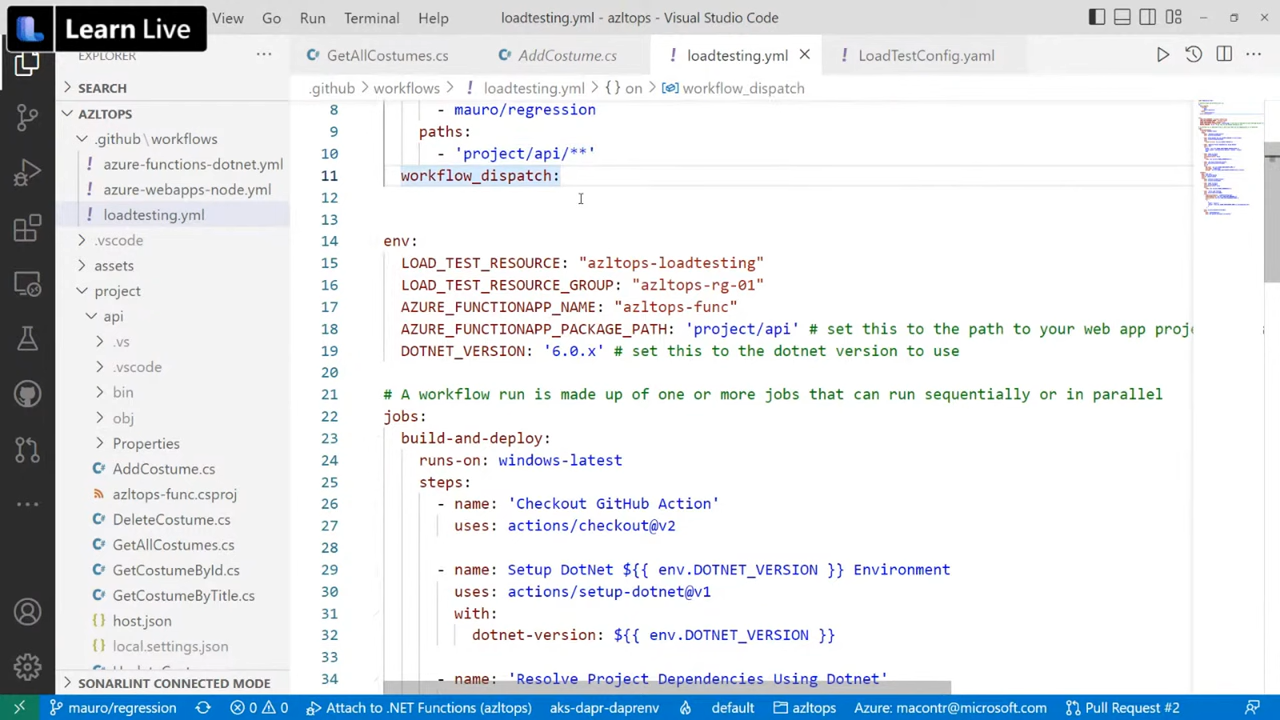 Learn Live
View Go Run Terminal Help
loadtesting.yml - azltops - Visual Studio Code
EXPLORER
SEARCH
AZLTOPS
.github \ workflows
azure-functions-dotnet.yml
azure-webapps-node.yml
loadtesting.yml
.vscode
assets
project
api
.vs
.vscode
bin
obj
Properties
AddCostume.cs
azltops-func.csproj
DeleteCostume.cs
GetAllCostumes.cs
GetCostumeById.cs
GetCostumeByTitle.cs
host.json
local.settings.json
SONARLINT CONNECTED MODE
GetAllCostumes.cs AddCostume.cs loadtesting.yml LoadTestConfig.yaml
.github > workflows > loadtesting.yml > {} on > workflow_dispatch
8 - mauro/regression
9 paths:
10 - 'project/api/**'
11 workflow_dispatch:
12
13
14 env:
15 LOAD_TEST_RESOURCE: "azltops-loadtesting"
16 LOAD_TEST_RESOURCE_GROUP: "azltops-rg-01"
17 AZURE_FUNCTIONAPP_NAME: "azltops-func"
18 AZURE_FUNCTIONAPP_PACKAGE_PATH: 'project/api' # set this to the path to your web app proje
19 DOTNET_VERSION: '6.0.x' # set this to the dotnet version to use
20
21 # A workflow run is made up of one or more jobs that can run sequentially or in parallel
22 jobs:
23 build-and-deploy:
24 runs-on: windows-latest
25 steps:
26 - name: 'Checkout GitHub Action'
27 uses: actions/checkout@v2
28
29 - name: Setup DotNet ${{ env.DOTNET_VERSION }} Environment
30 uses: actions/setup-dotnet@v1
31 with:
32 dotnet-version: ${{ env.DOTNET_VERSION }}
33
34 - name: 'Resolve Project Dependencies Using Dotnet'
mauro/regression 0 0 Attach to .NET Functions (azltops) aks-dapr-daprenv default azltops Azure: macontr@microsoft.com Pull Request #2